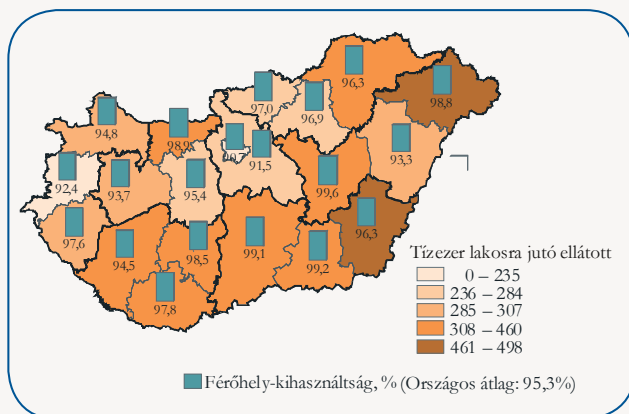 96,3
97,0
98,8
94,8
96,9
98,9
91,5
93,3
92,4
93,7
95,4
99,6
96,3
97,6
94,5
98,5
99,1
99,2
97,8
Tízezer lakosra jutó ellátott
0 – 235
236 – 284
285 – 307
308 – 460
461 – 498
Férőhely-kihasználtság, % (Országos átlag: 95,3%)